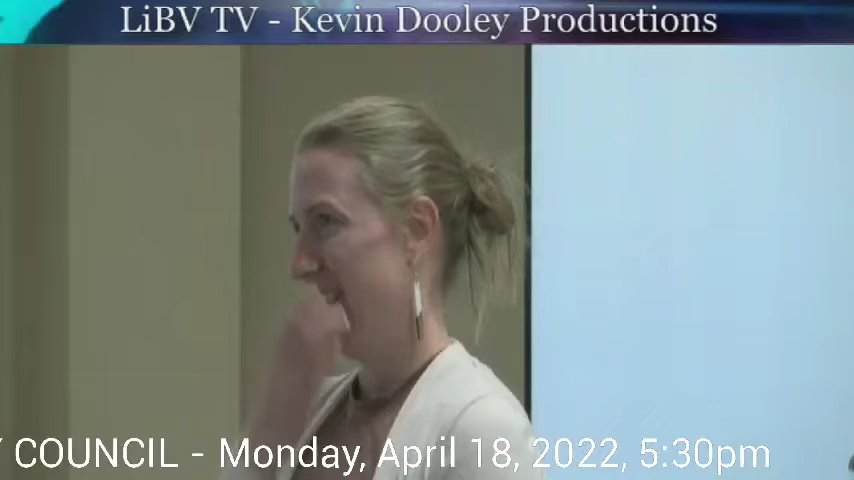 LiBV TV - Kevin Dooley Productions
COUNCIL - Monday, April 18, 2022, 5:30pm